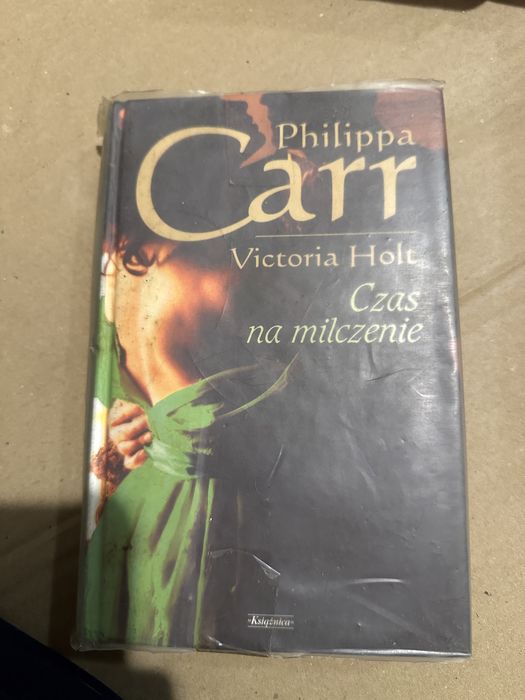 Philippa
Carr
Victoria Holt
Czas
na milczenie
"Książnica"